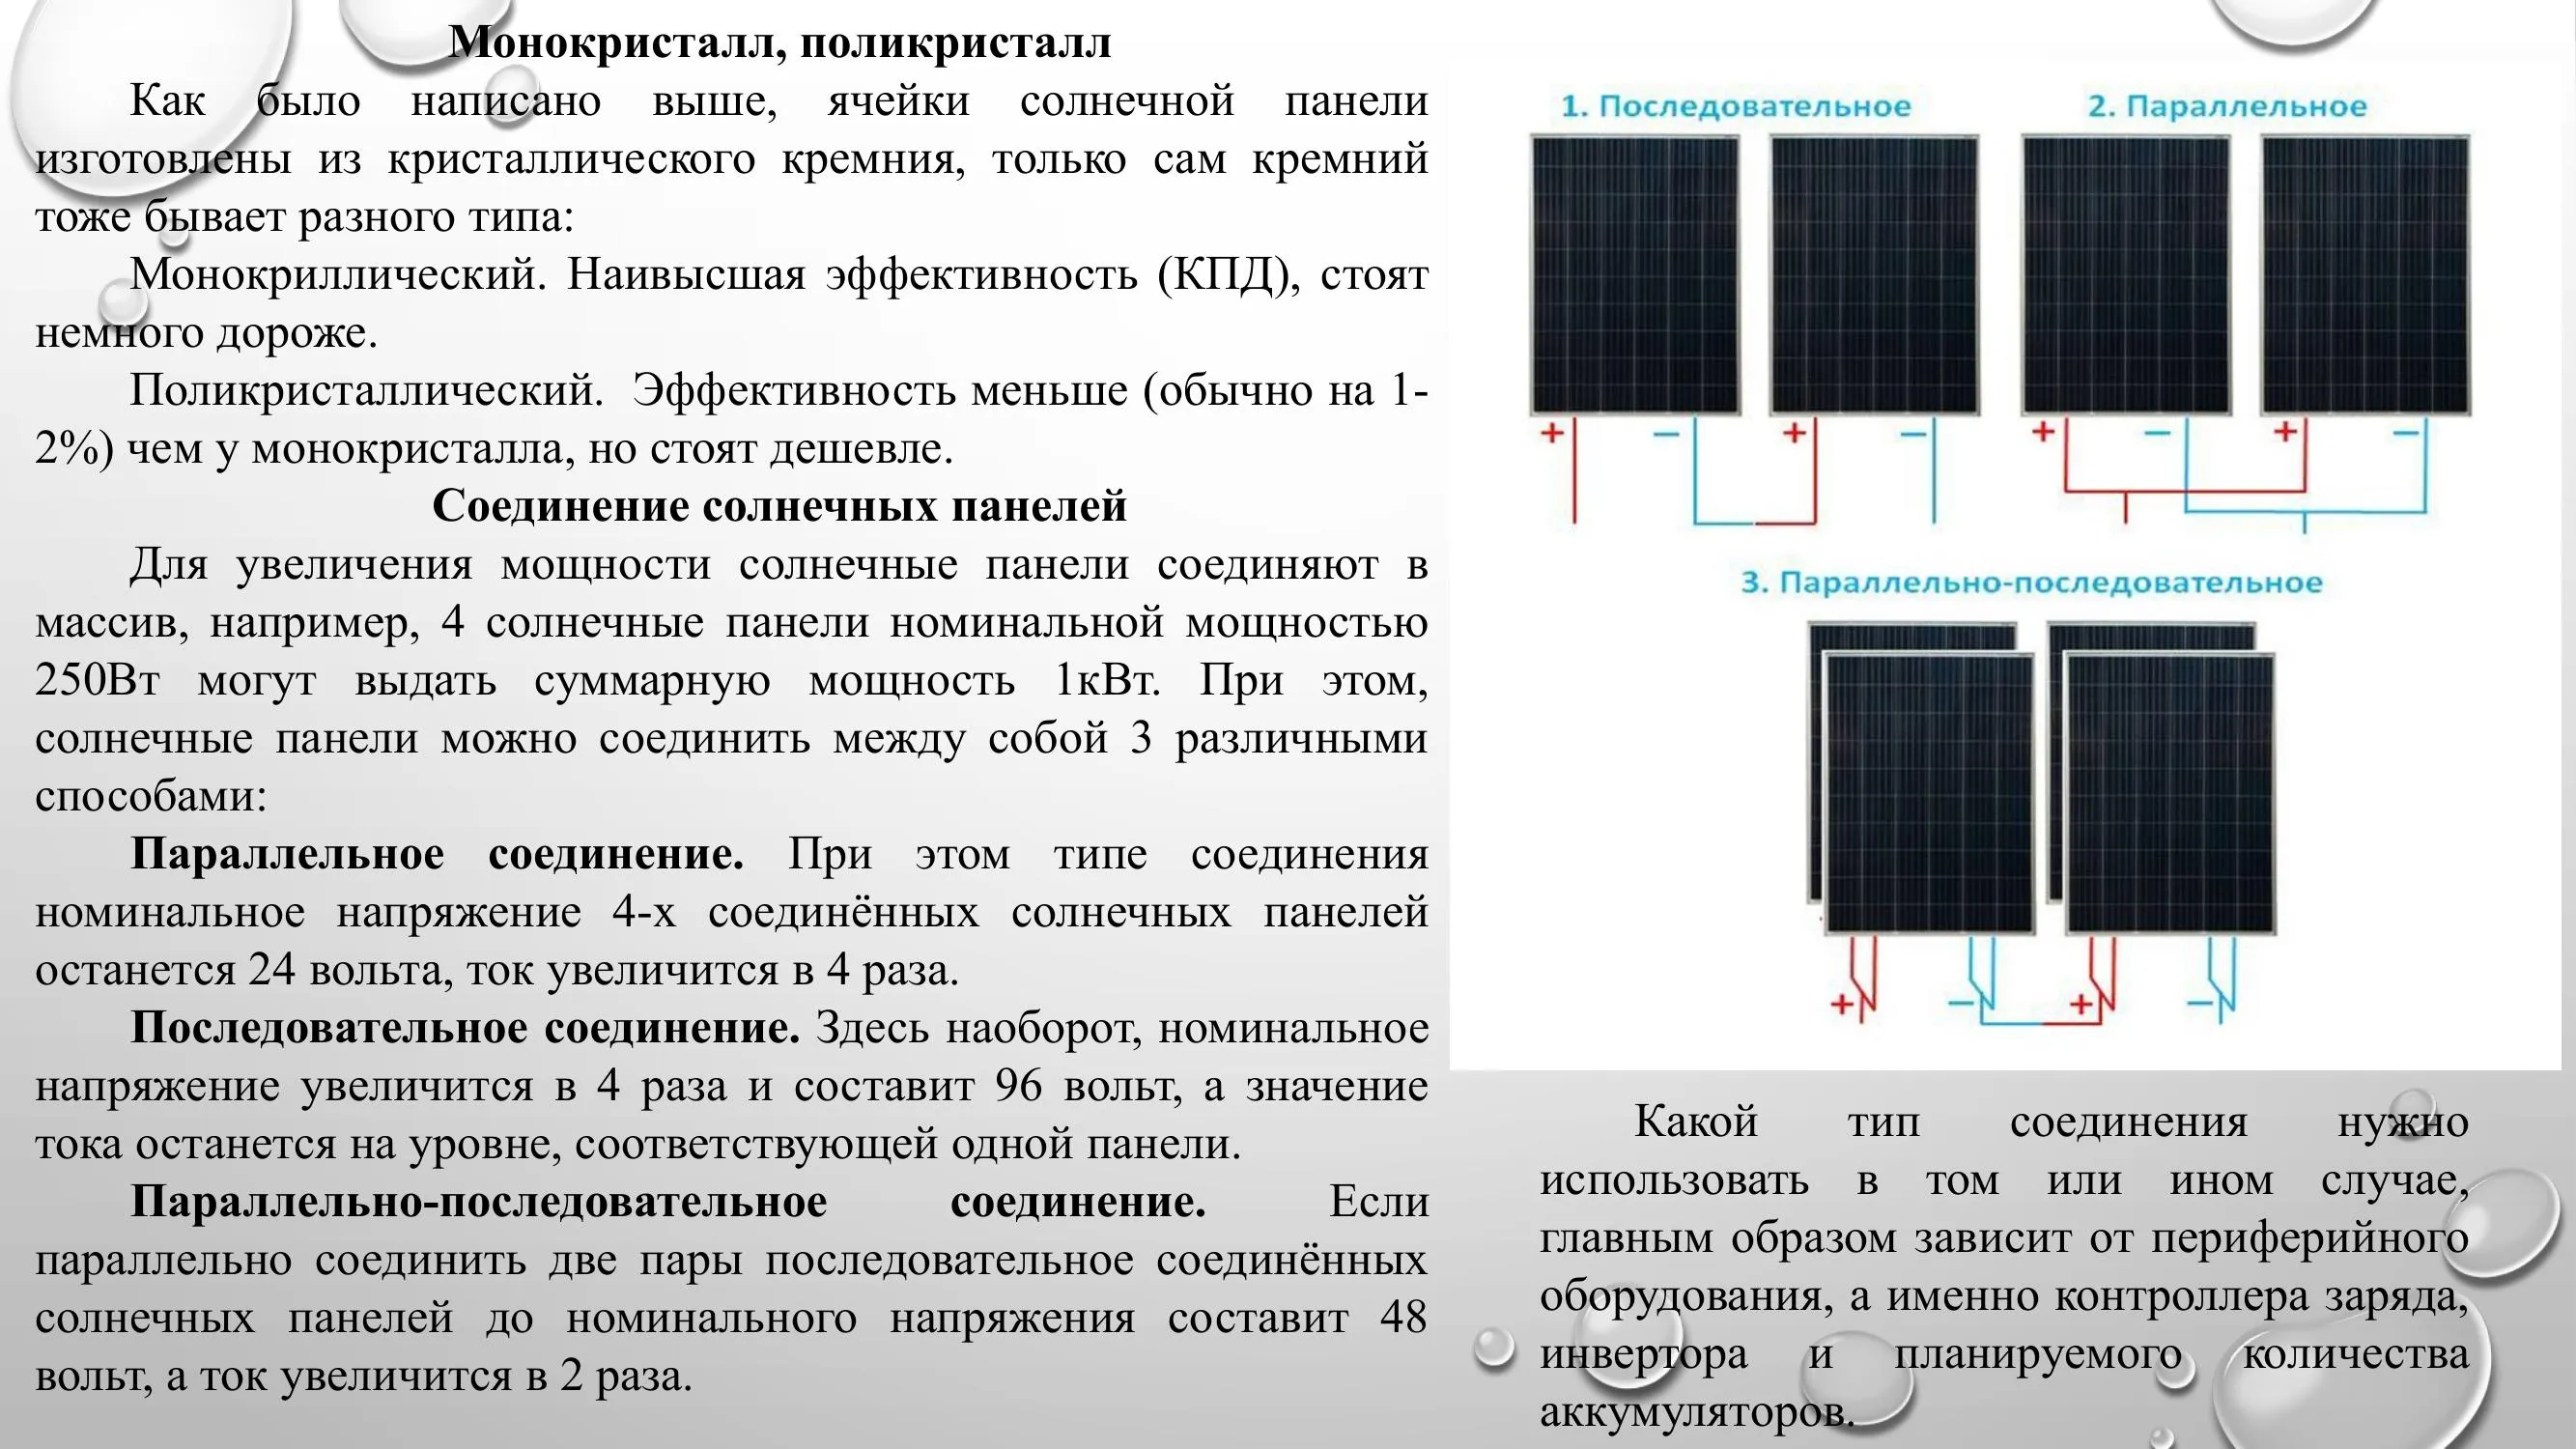 Монокристалл, поликристалл
Как было написано выше, ячейки солнечной панели
изготовлены из кристаллического кремния, только сам кремний
тоже бывает разного типа:
Монокриллический. Наивысшая эффективность (КПД), стоят
немного дороже.
Поликристаллический. Эффективность меньше (обычно на 1-
2%) чем у монокристалла, но стоят дешевле.
Соединение солнечных панелей
Для увеличения мощности солнечные панели соединяют в
массив, например, 4 солнечные панели номинальной мощностью
250Вт могут выдать суммарную мощность 1кВт. При этом,
солнечные панели можно соединить между собой 3 различными
способами:
Параллельное соединение. При этом типе соединения
номинальное напряжение 4-х соединённых солнечных панелей
останется 24 вольта, ток увеличится в 4 раза.
Последовательное соединение. Здесь наоборот, номинальное
напряжение увеличится в 4 раза и составит 96 вольт, а значение
тока останется на уровне, соответствующей одной панели.
Параллельно-последовательное соединение. Если
параллельно соединить две пары последовательное соединённых
солнечных панелей до номинального напряжения составит 48
вольт, а ток увеличится в 2 раза.
1. Последовательное
2. Параллельное
+ − + −
+ − + −
3. Параллельно-последовательное
+ − + −
Какой тип соединения нужно
использовать в том или ином случае,
главным образом зависит от периферийного
оборудования, а именно контроллера заряда,
инвертора и планируемого количества
аккумуляторов.